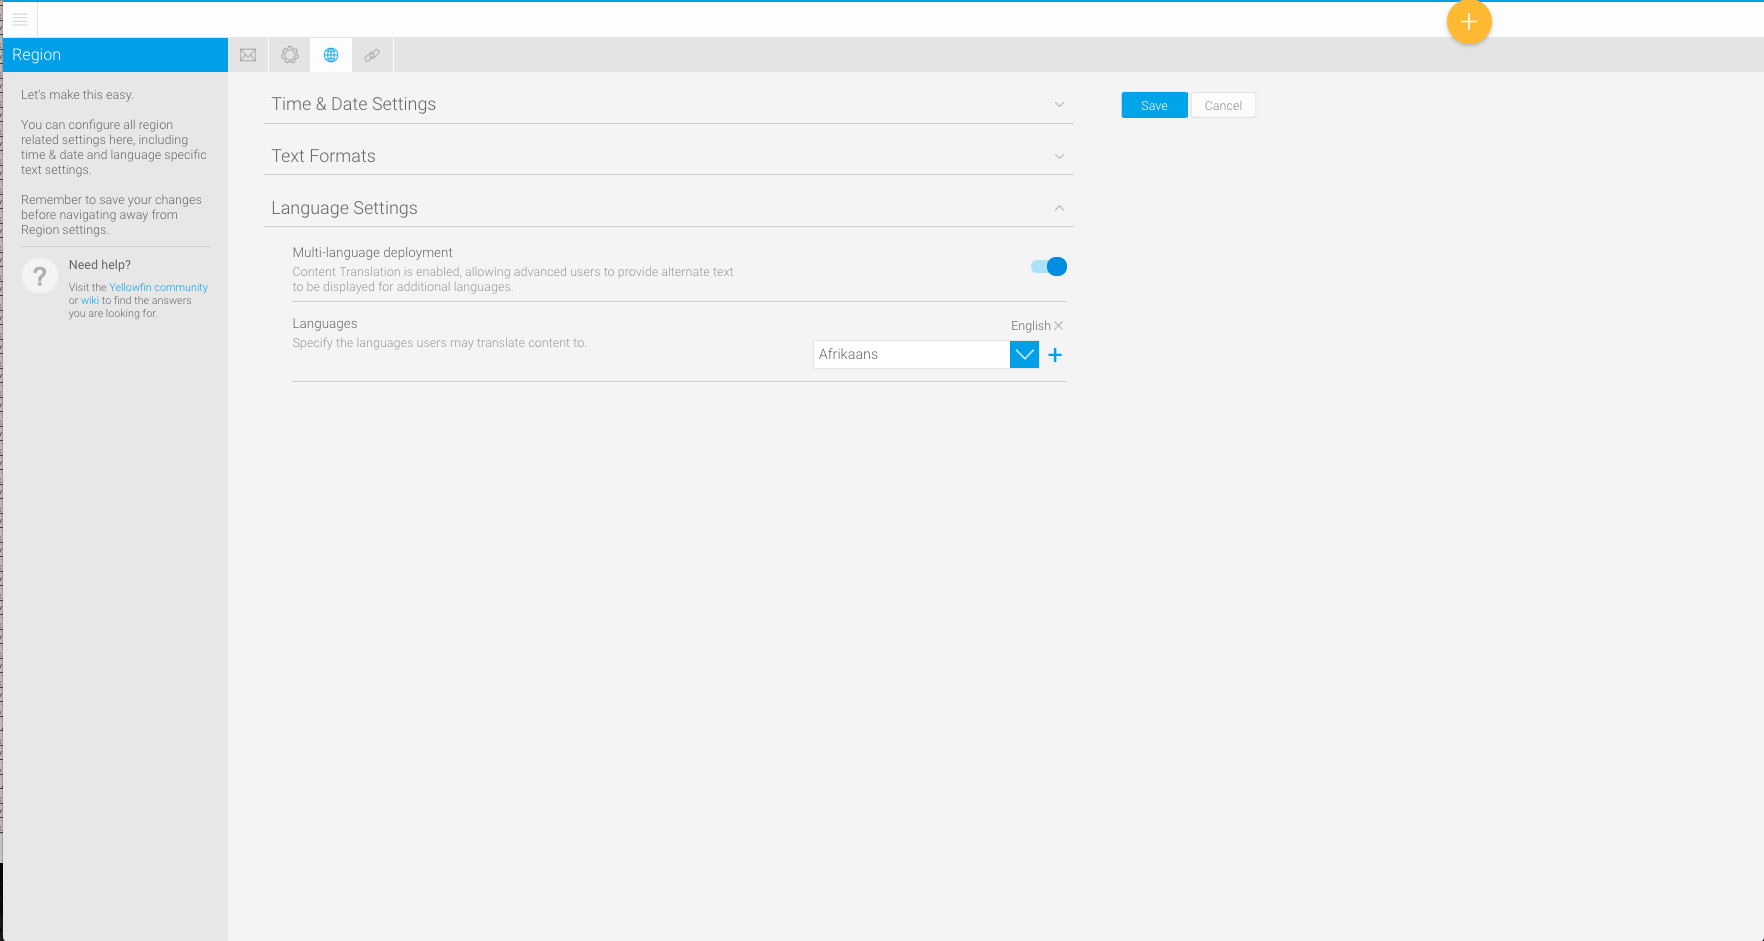 Region
Let's make this easy.
You can configure all region
related settings here, including
time & date and language specific
text settings.
Remember to save your changes
before navigating away from
Region settings.
?
Need help?
Visit the Yellowfin community
or wiki to find the answers
you are looking for.
Time & Date Settings
Text Formats
Language Settings
Multi-language deployment
Content Translation is enabled, allowing advanced users to provide alternate text
to be displayed for additional languages.
Languages
Specify the languages users may translate content to.
English
Afrikaans
Save
Cancel